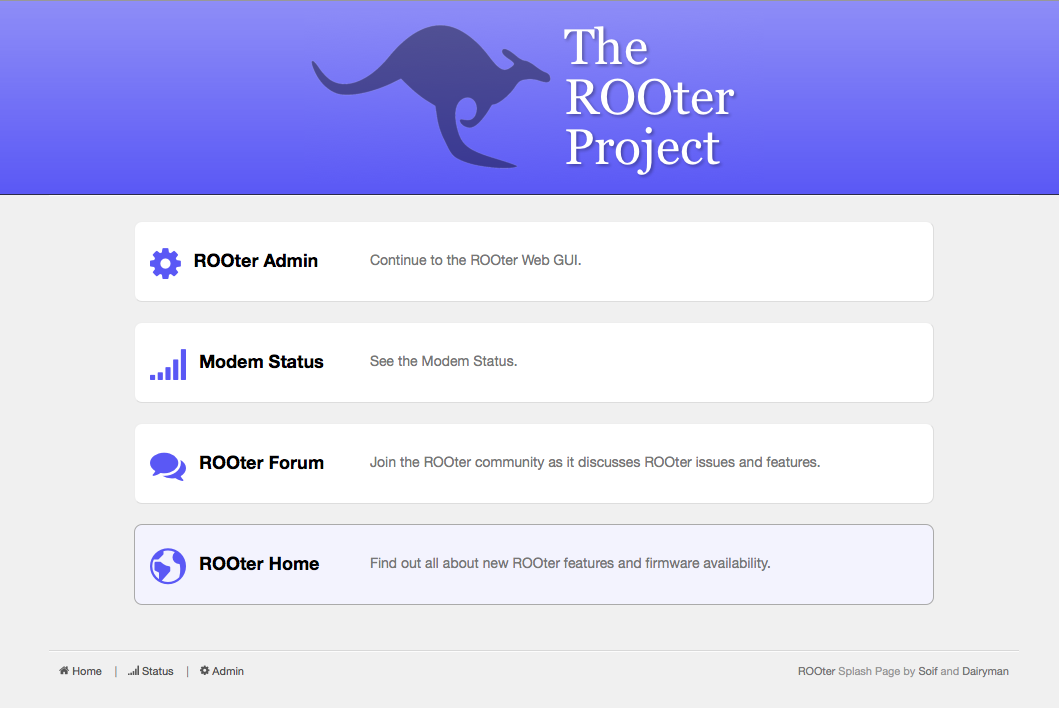 The
ROOter
Project
ROOter Admin Continue to the ROOter Web GUI.
Modem Status See the Modem Status.
ROOter Forum Join the ROOter community as it discusses ROOter issues and features.
ROOter Home Find out all about new ROOter features and firmware availability.
Home | Status | Admin ROOter Splash Page by Soif and Dairyman